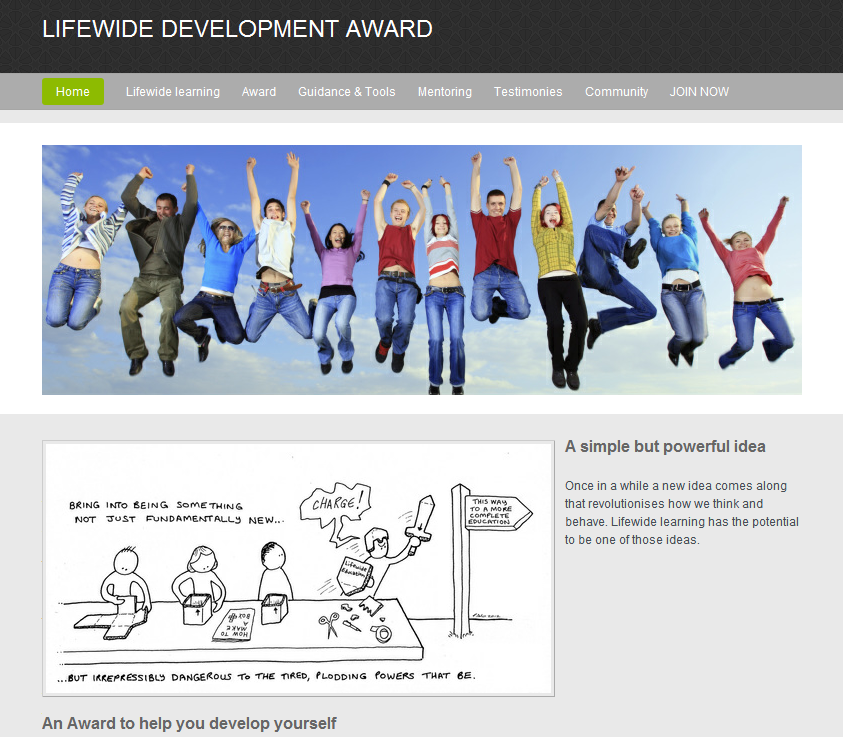 LIFEWIDE DEVELOPMENT AWARD
Home Lifewide learning Award Guidance & Tools Mentoring Testimonies Community JOIN NOW
BRING INTO BEING SOMETHING
NOT JUST FUNDAMENTALLY NEW...
CHARGE!
THIS WAY
TO A MORE
COMPLETE
EDUCATION
Lifewide
Education
HOW TO
MAKE
A
BOX
...BUT IRREPRESSIBLY DANGEROUS TO THE TIRED, PLODDING POWERS THAT BE.
A simple but powerful idea
Once in a while a new idea comes along
that revolutionises how we think and
behave. Lifewide learning has the potential
to be one of those ideas.
An Award to help you develop yourself